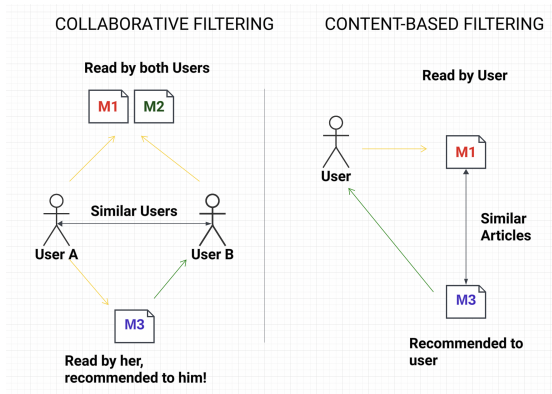 COLLABORATIVE FILTERING
Read by both Users
M1 M2
Similar Users
User A User B
M3
Read by her,
recommended to him!
CONTENT-BASED FILTERING
Read by User
M1
User
Similar
Articles
M3
Recommended to
user